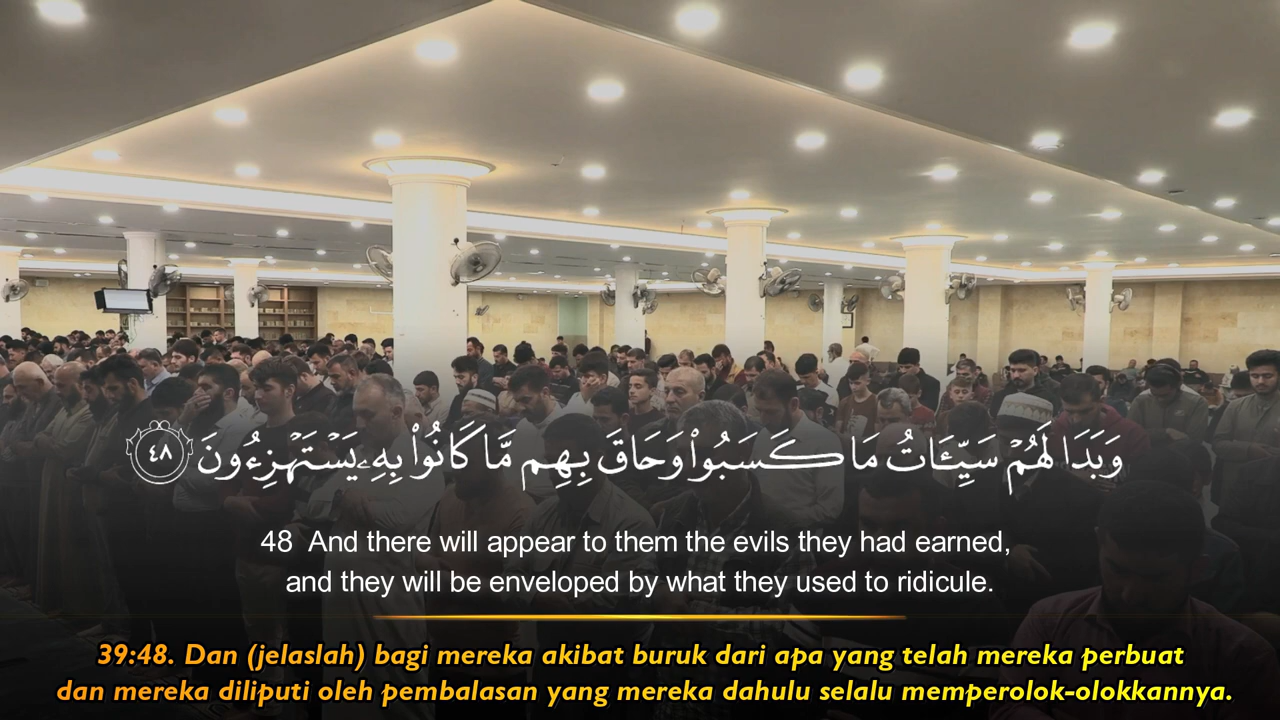 وَبَدَا لَهُمْ سَيِّـَٔاتُ مَا كَسَبُوا۟ وَحَاقَ بِهِم مَّا كَانُوا۟ بِهِۦ يَسْتَهْزِءُونَ ٤٨
48 And there will appear to them the evils they had earned,
and they will be enveloped by what they used to ridicule.
39:48. Dan (jelaslah) bagi mereka akibat buruk dari apa yang telah mereka perbuat
dan mereka diliputi oleh pembalasan yang mereka dahulu selalu memperolok-olokkannya.